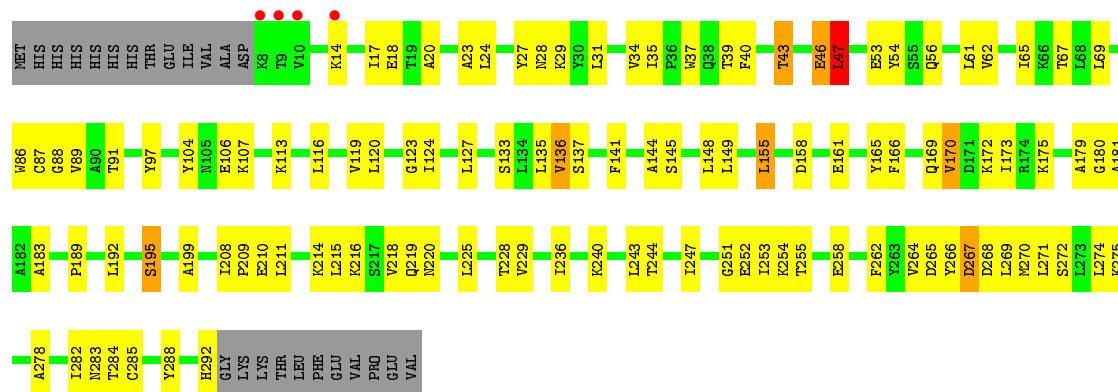 MET HIS HIS HIS HIS HIS HIS THR GLU ILE VAL ALA ASP K8 T9 V10 K14 I17 E18 T19 A20 A23 L24 Y27 N28 K29 Y30 L31 V34 I35 P36 W37 Q38 T39 F40 T43 E46 L47 E53 Y54 S55 Q56 L61 V62 I65 K66 T67 L68 L69
W86 C87 G88 V89 A90 T91 Y97 Y104 N105 E106 K107 K113 L116 V119 L120 G123 I124 L127 S133 L134 L135 V136 S137 F141 A144 S145 L148 L149 L155 D158 E161 Y165 F166 Q169 V170 D171 K172 I173 R174 K175 A179 G180 A181
A182 A183 P189 L192 S195 A199 I208 P209 E210 L211 K214 L215 K216 S217 V218 Q219 N220 L225 T228 V229 I236 K240 L243 T244 I247 G251 E252 I253 K254 T255 E258 F262 Y263 V264 D265 Y266 D267 D268 L269 M270 L271 S272 L273 L274 K275
A278 I282 N283 T284 C285 Y288 H292 GLY LYS LYS THR LEU PHE GLU VAL PRO GLU VAL